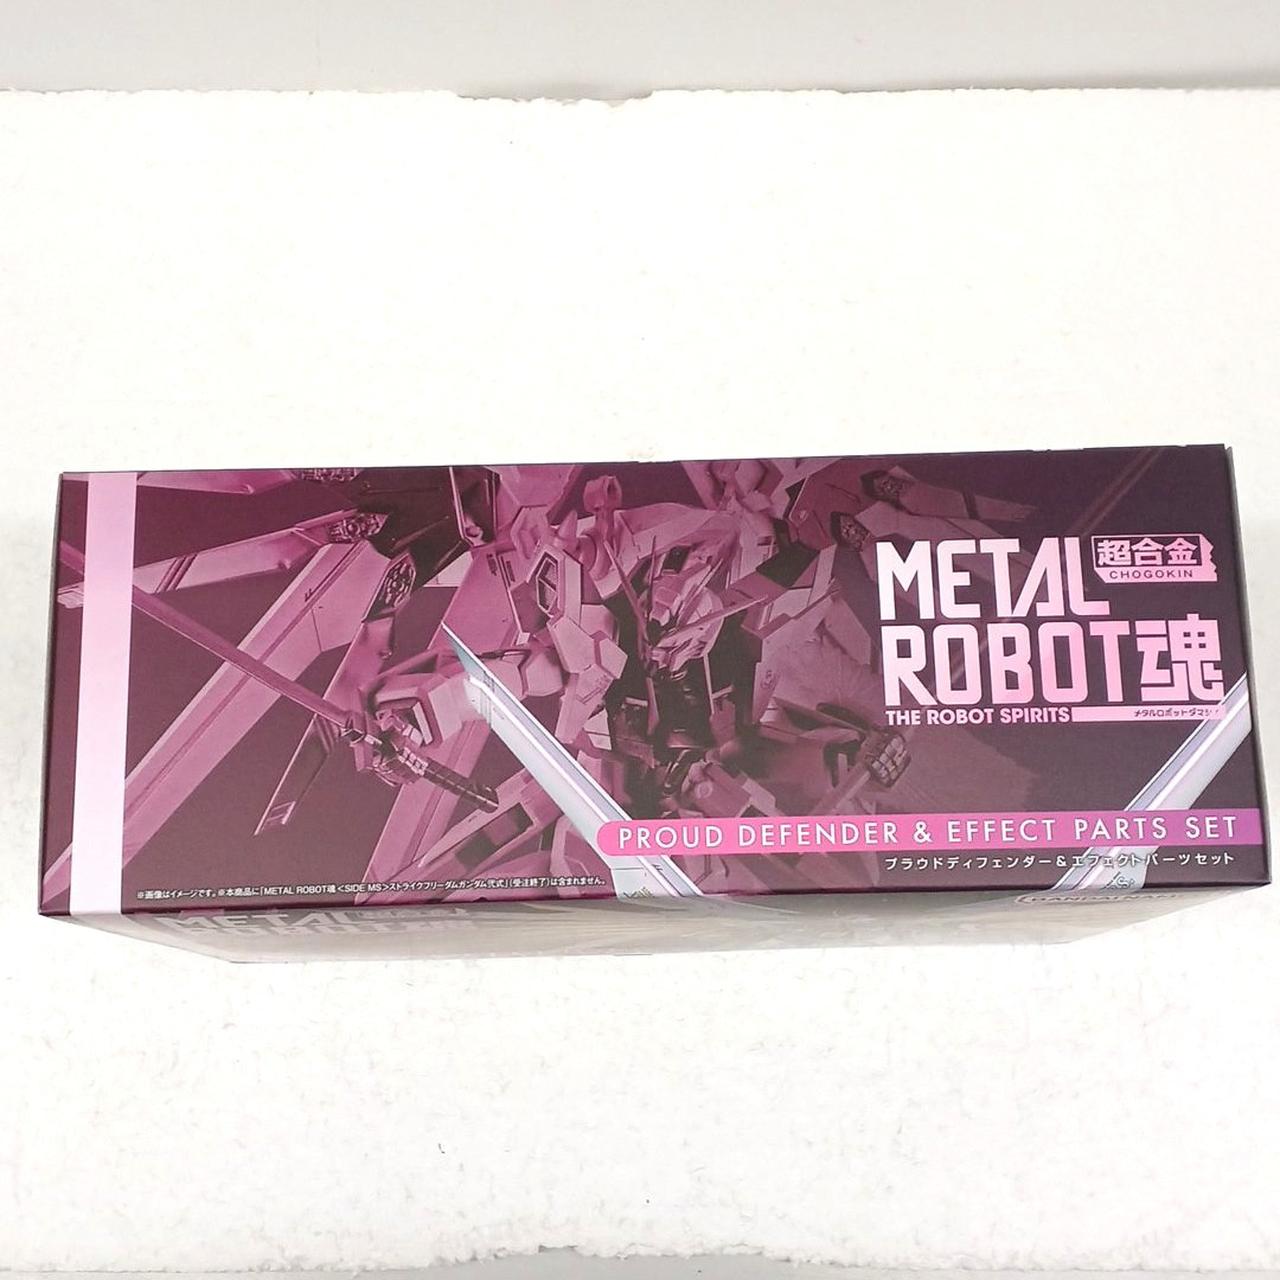 METAL
超合金
CHOGOKIN
ROBOT魂
THE ROBOT SPIRITS
メタルロボットダマシイ
PROUD DEFENDER & EFFECT PARTS SET
プラウドディフェンダー&エフェクトパーツセット
※画像はイメージです。※本商品に「METAL ROBOT魂<SIDE MS>ストライクフリーダムガンダム弐式」(受注終了)は含まれません。
METAL
BANDAI NAMCO